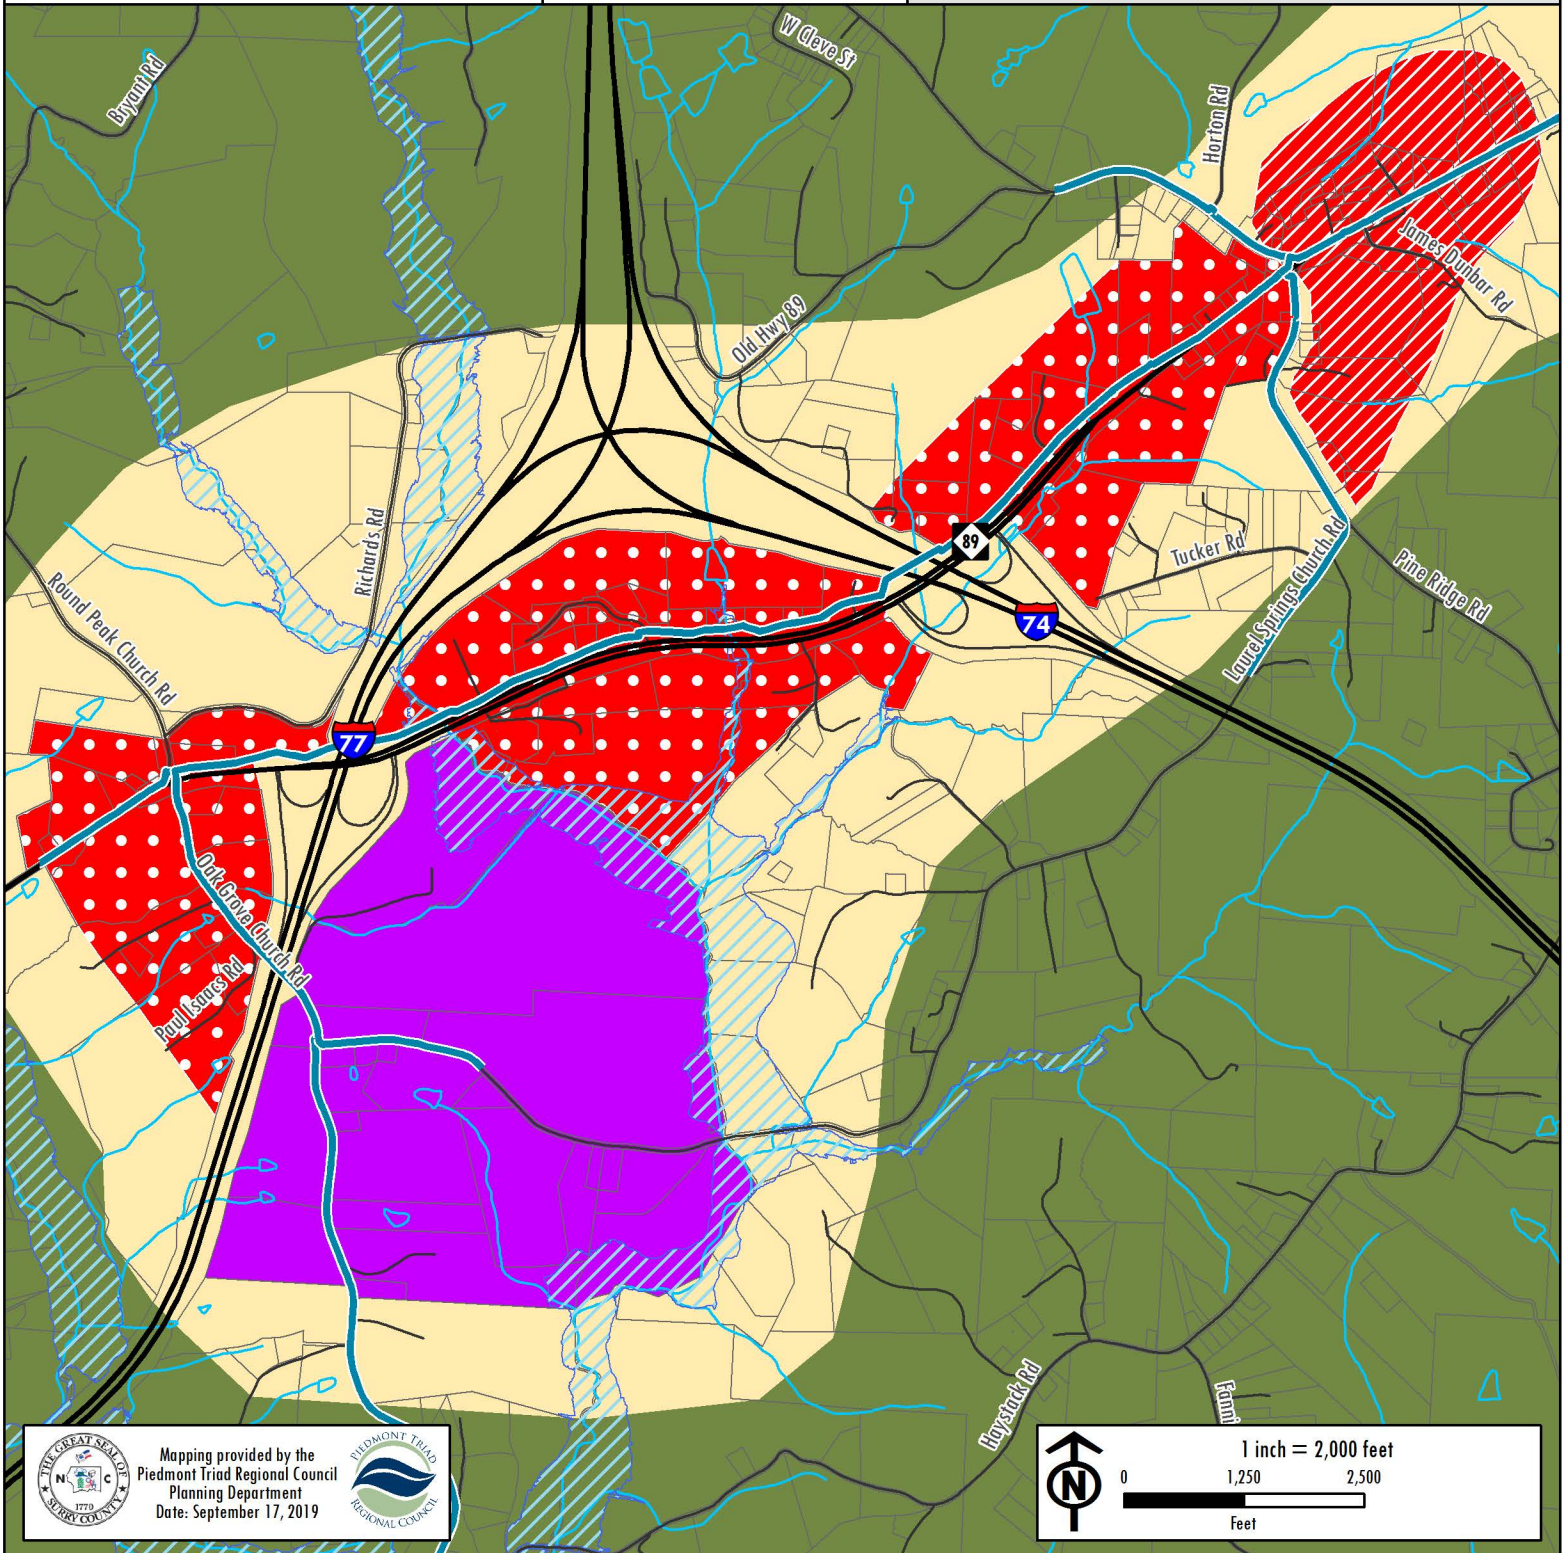 W Cleve St
Bryant Rd
Horton Rd
James Dunbar Rd
Old Hwy 89
89
Richards Rd
Tucker Rd
Pine Ridge Rd
Round Peak Church Rd
74
Laurel Springs Church Rd
77
Oak Grove Church Rd
Paul Isaacs Rd
Haystack Rd
Fanni
THE GREAT SEAL OF
N C
1770
SURRY COUNTY
Mapping provided by the
Piedmont Triad Regional Council
Planning Department
Date: September 17, 2019
PIEDMONT TRIAD
REGIONAL COUNCIL
N
1 inch = 2,000 feet
0 1,250 2,500
Feet